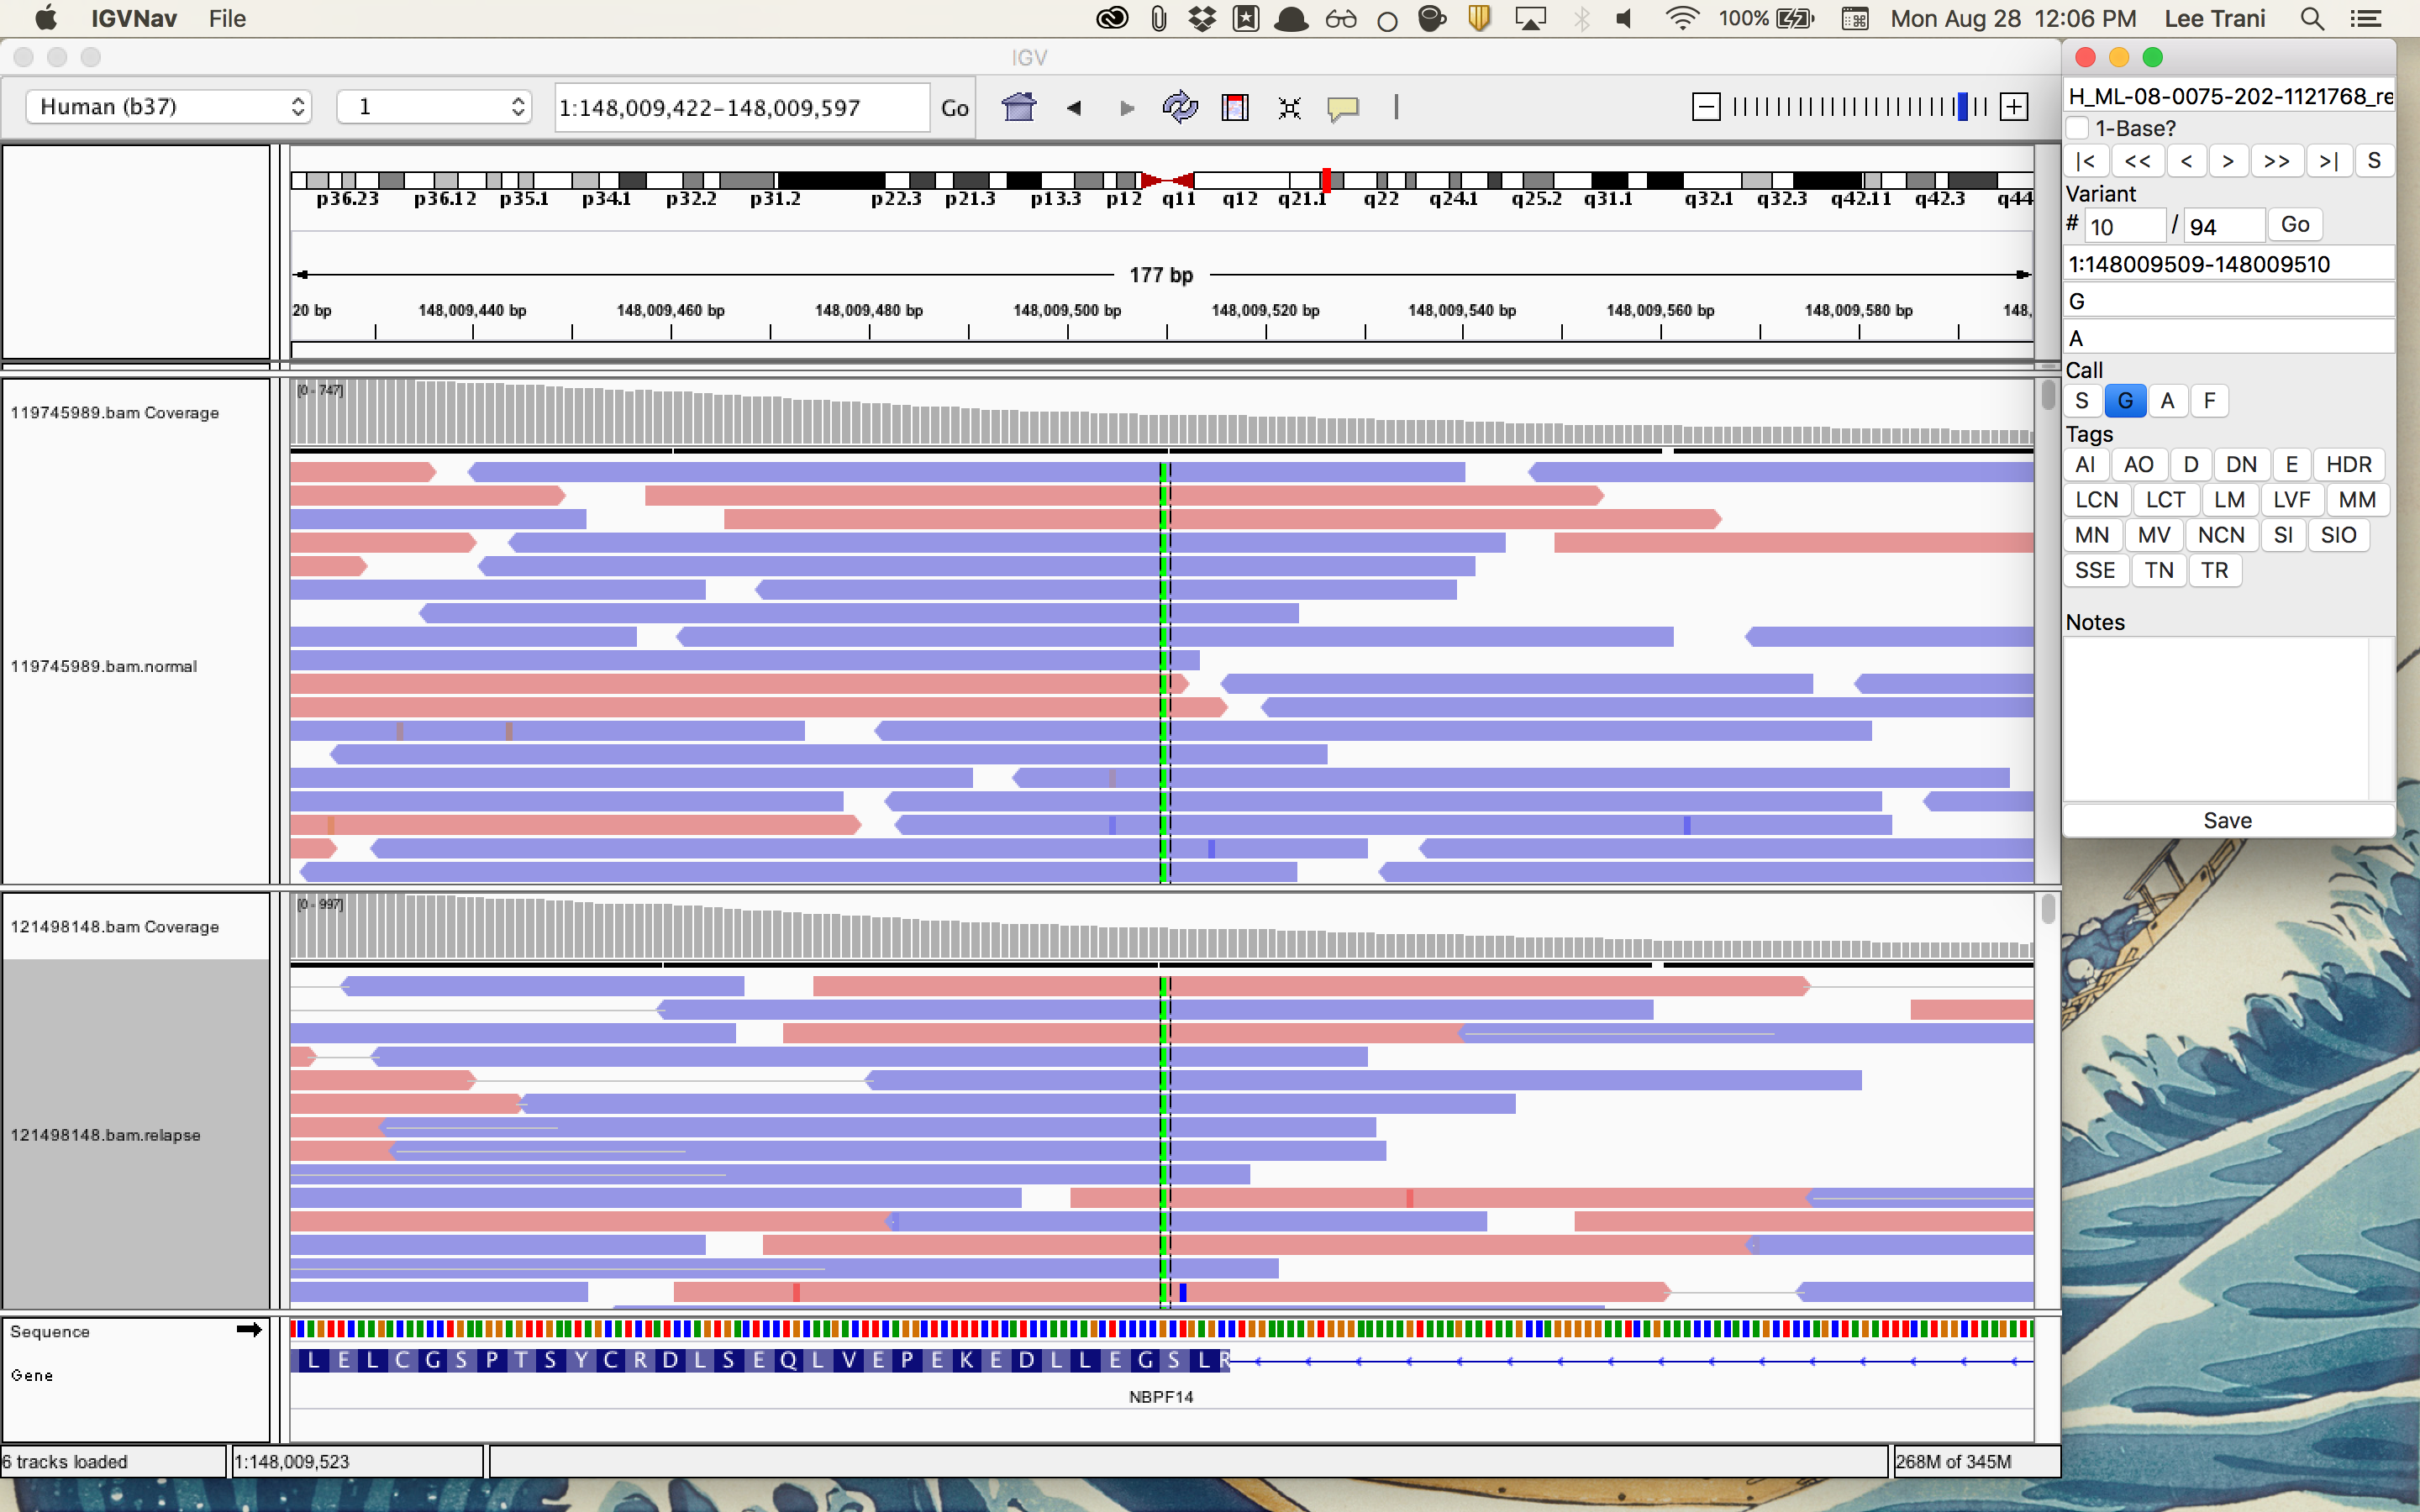 IGVNav File 100% Mon Aug 28 12:06 PM Lee Trani
IGV
Human (b37) 1 1:148,009,422-148,009,597 Go
p36.23 p36.12 p35.1 p34.1 p32.2 p31.2 p22.3 p21.3 p13.3 p12 q11 q12 q21.1 q22 q24.1 q25.2 q31.1 q32.1 q32.3 q42.11 q42.3 q44
177 bp
20 bp 148,009,440 bp 148,009,460 bp 148,009,480 bp 148,009,500 bp 148,009,520 bp 148,009,540 bp 148,009,560 bp 148,009,580 bp 148,
[0 - 747]
119745989.bam Coverage
119745989.bam.normal
[0 - 997]
121498148.bam Coverage
121498148.bam.relapse
Sequence
L E L C G S P T S Y C R D L S E Q L V E P E K E D L L E G S L R
Gene
NBPF14
6 tracks loaded 1:148,009,523 268M of 345M
H_ML-08-0075-202-1121768_re
1-Base?
|< << < > >> >| S
Variant
# 10 / 94 Go
1:148009509-148009510
G
A
Call
S G A F
Tags
AI AO D DN E HDR
LCN LCT LM LVF MM
MN MV NCN SI SIO
SSE TN TR
Notes
Save